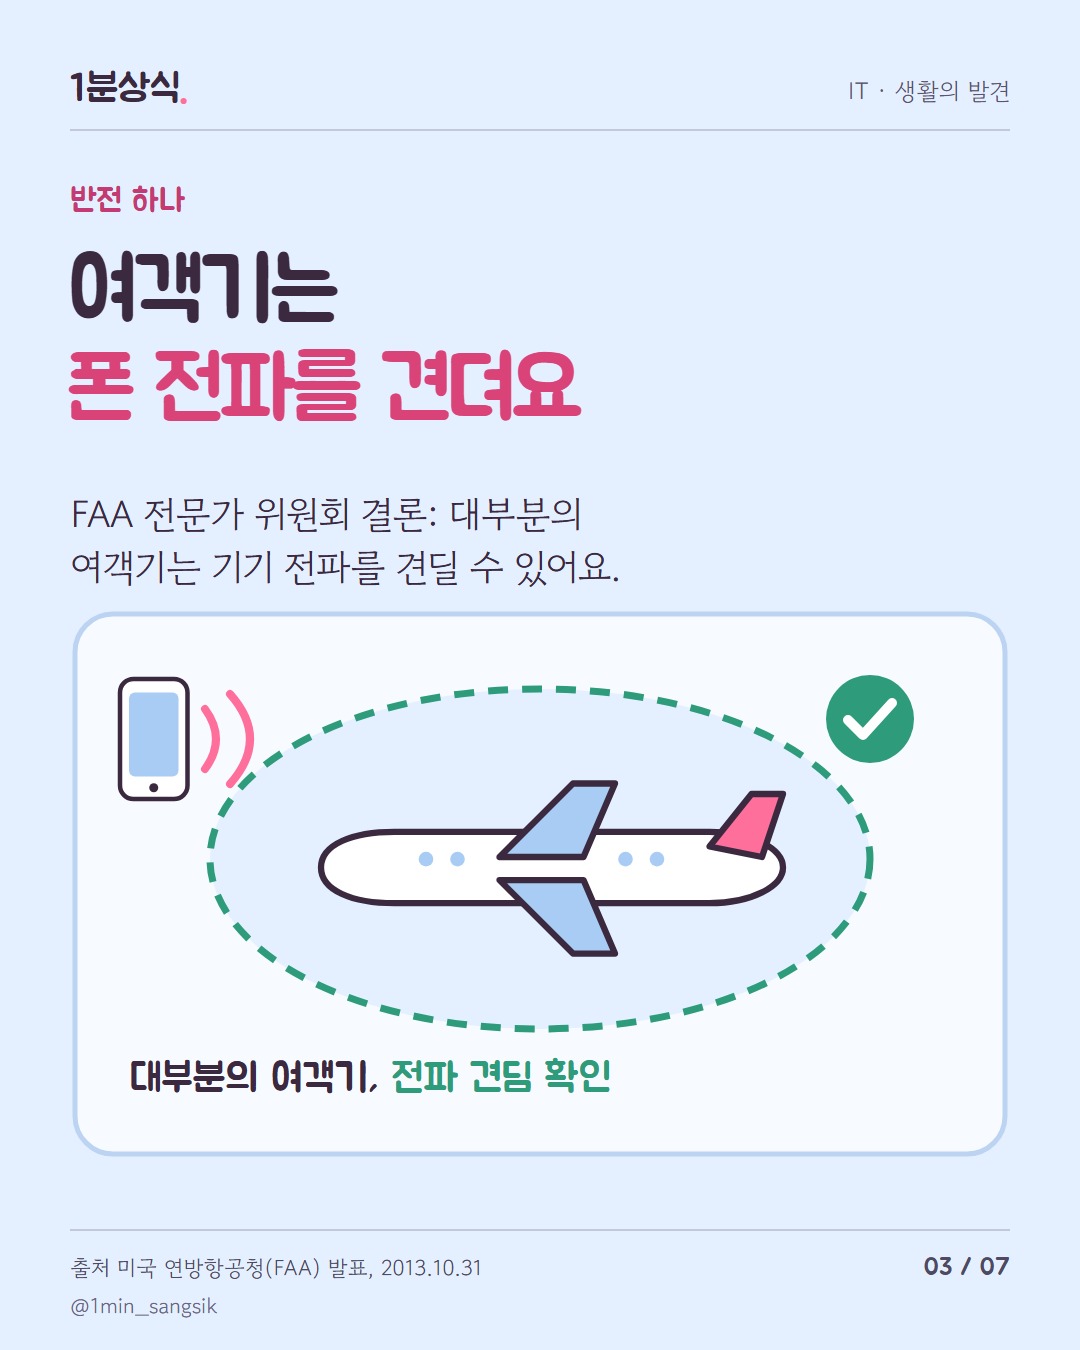 1분상식.
IT · 생활의 발견
반전 하나
여객기는
폰 전파를 견뎌요
FAA 전문가 위원회 결론: 대부분의
여객기는 기기 전파를 견딜 수 있어요.
대부분의 여객기, 전파 견딤 확인
출처 미국 연방항공청(FAA) 발표, 2013.10.31
03 / 07
@1min_sangsik